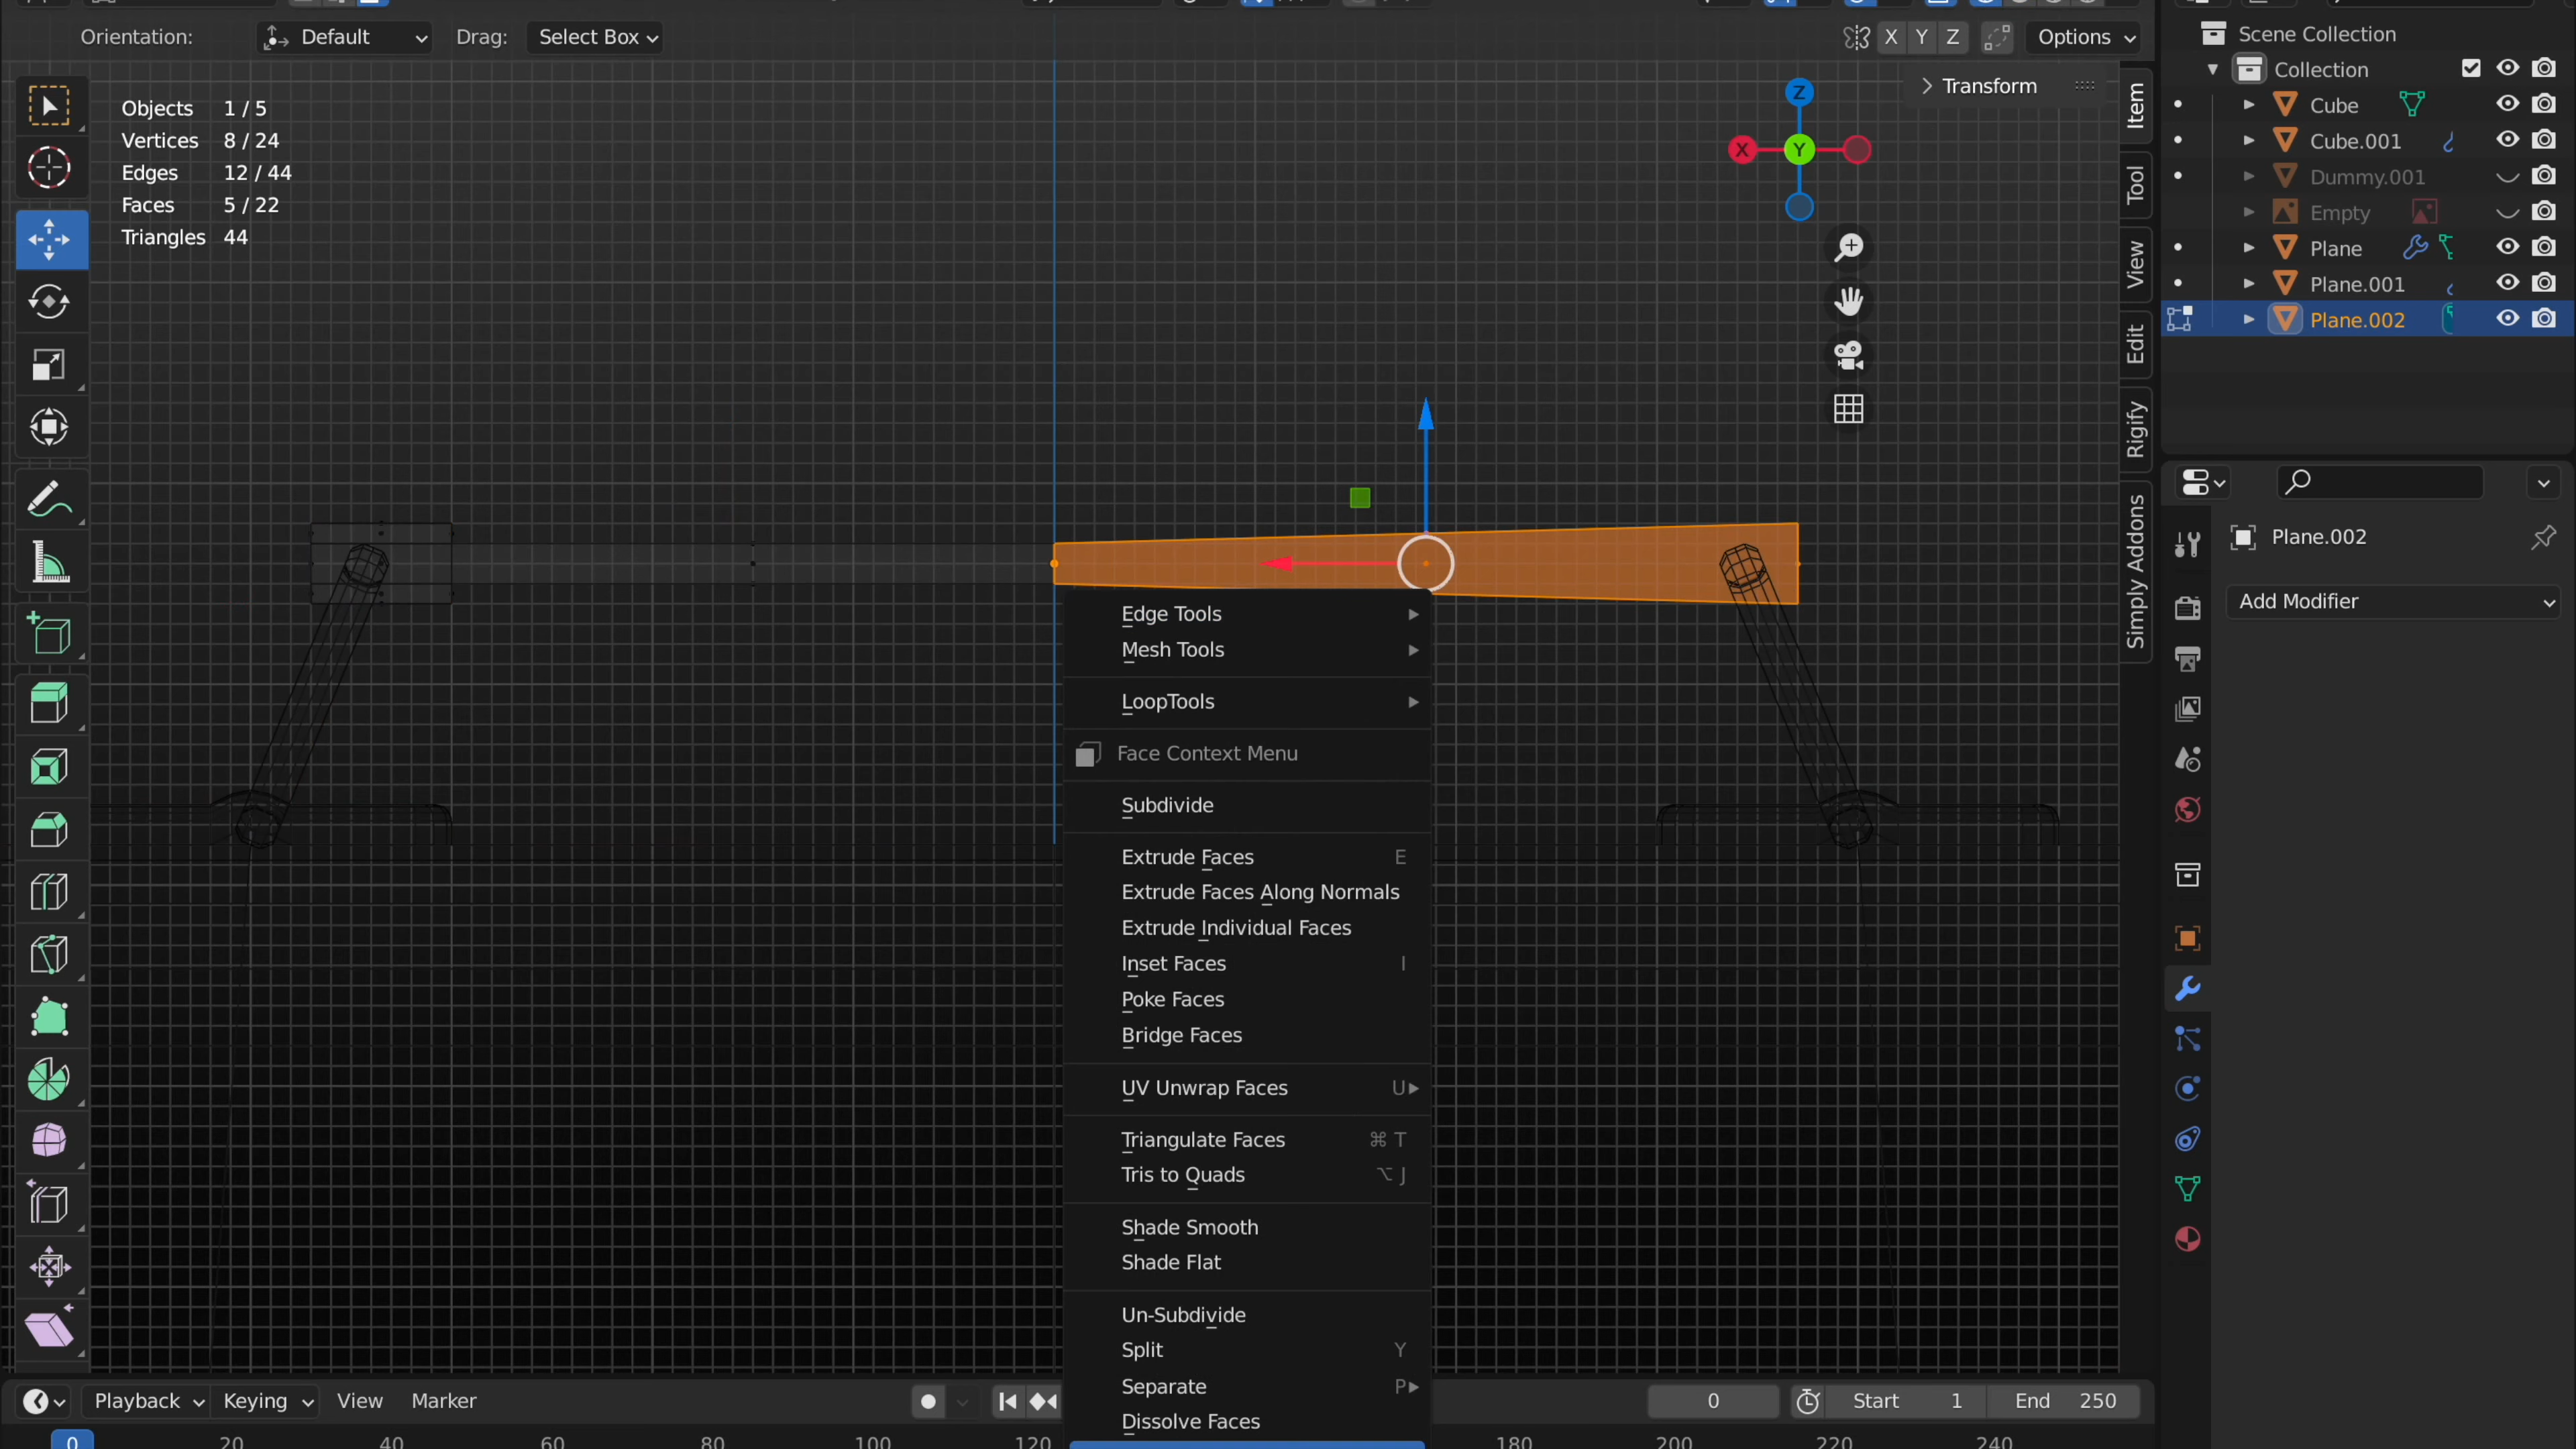 Orientation: Default Drag: Select Box
X Y Z Options
Objects 1 / 5
Vertices 8 / 24
Edges 12 / 44
Faces 5 / 22
Triangles 44
Z
X Y
Transform
Item
Tool
View
Edit
Rigify
Simply Addons
Scene Collection
Collection
Cube
Cube.001
Dummy.001
Empty
Plane
Plane.001
Plane.002
Plane.002
Add Modifier
Edge Tools
Mesh Tools
LoopTools
Face Context Menu
Subdivide
Extrude Faces E
Extrude Faces Along Normals
Extrude Individual Faces
Inset Faces I
Poke Faces
Bridge Faces
UV Unwrap Faces U
Triangulate Faces ⌘ T
Tris to Quads ⌥ J
Shade Smooth
Shade Flat
Un-Subdivide
Split Y
Separate P
Dissolve Faces
Playback Keying View Marker
0 Start 1 End 250
0 20 40 60 80 100 120 180 200 220 240